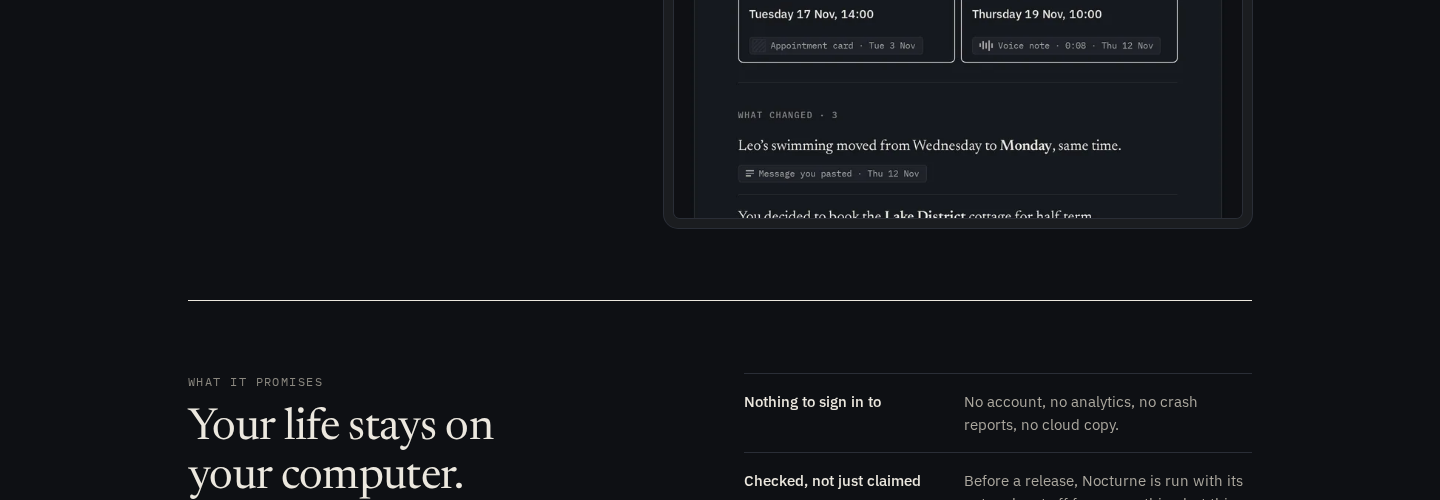 Tuesday 17 Nov, 14:00
Appointment card · Tue 3 Nov
Thursday 19 Nov, 10:00
Voice note · 0:08 · Thu 12 Nov
WHAT CHANGED · 3
Leo's swimming moved from Wednesday to Monday, same time.
Message you pasted · Thu 12 Nov
You decided to book the Lake District cottage for half term
WHAT IT PROMISES
Your life stays on
your computer.
Nothing to sign in to
No account, no analytics, no crash
reports, no cloud copy.
Checked, not just claimed
Before a release, Nocturne is run with its